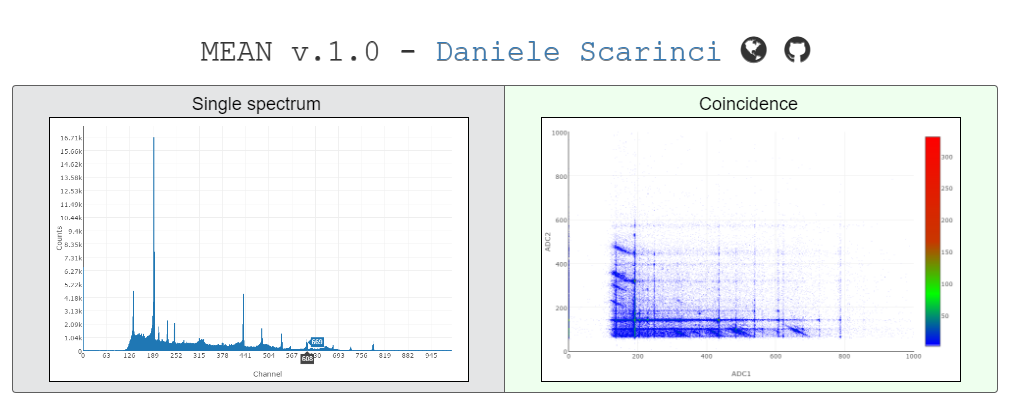 MEAN v.1.0 - Daniele Scarinci
Single spectrum
16.71k
15.66k
14.62k
13.58k
12.53k
11.49k
10.44k
9.4k
8.35k
7.31k
6.27k
5.22k
4.18k
3.13k
2.09k
1.04k
0
Counts
0 63 126 189 252 315 378 441 504 567 630 693 756 819 882 945
669
608
Channel
Coincidence
1000
800
600
400
200
0
ADC2
0 200 400 600 800 1000
ADC1
300
250
200
150
100
50